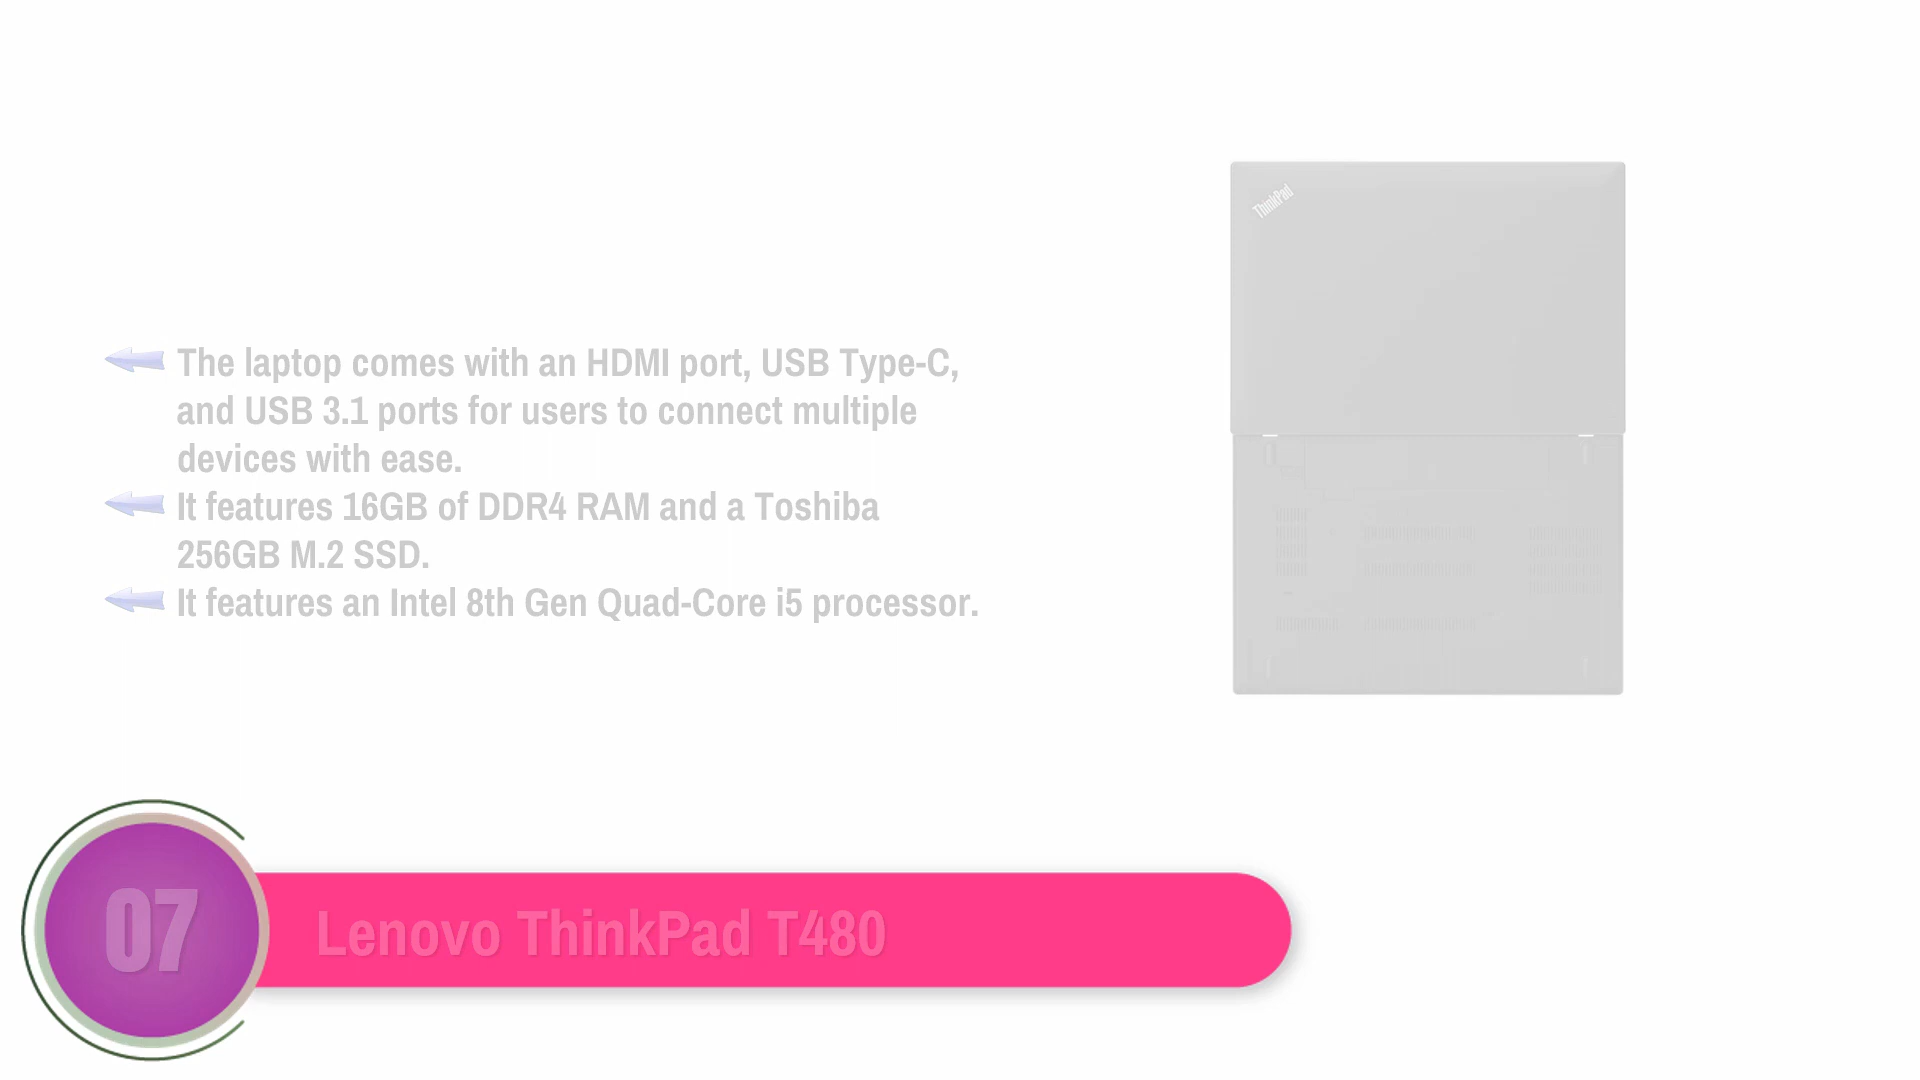 ThinkPad
The laptop comes with an HDMI port, USB Type-C,
and USB 3.1 ports for users to connect multiple
devices with ease.
It features 16GB of DDR4 RAM and a Toshiba
256GB M.2 SSD.
It features an Intel 8th Gen Quad-Core i5 processor.
07
Lenovo ThinkPad T480